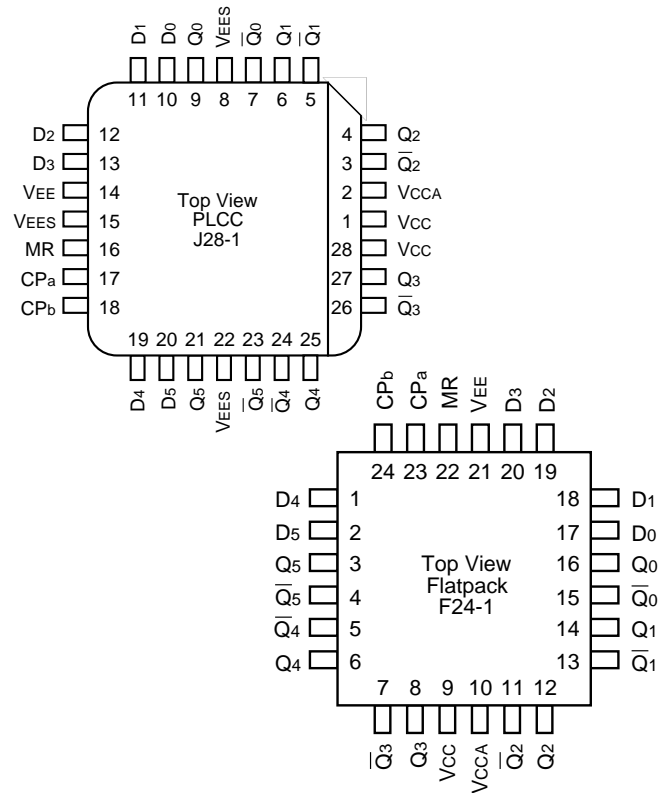 D1 D0 Q0 VEES Q̅0 Q1 Q̅1
11 10 9 8 7 6 5
D2 12
D3 13
VEE 14
VEES 15
MR 16
CPa 17
CPb 18
Top View
PLCC
J28-1
4 Q2
3 Q̅2
2 VCCA
1 VCC
28 VCC
27 Q3
26 Q̅3
19 20 21 22 23 24 25
D4 D5 Q5 VEES Q̅5 Q̅4 Q4
CPb CPa MR VEE D3 D2
24 23 22 21 20 19
D4 1
D5 2
Q5 3
Q̅5 4
Q̅4 5
Q4 6
Top View
Flatpack
F24-1
18 D1
17 D0
16 Q0
15 Q̅0
14 Q1
13 Q̅1
7 8 9 10 11 12
Q̅3 Q3 VCC VCCA Q̅2 Q2